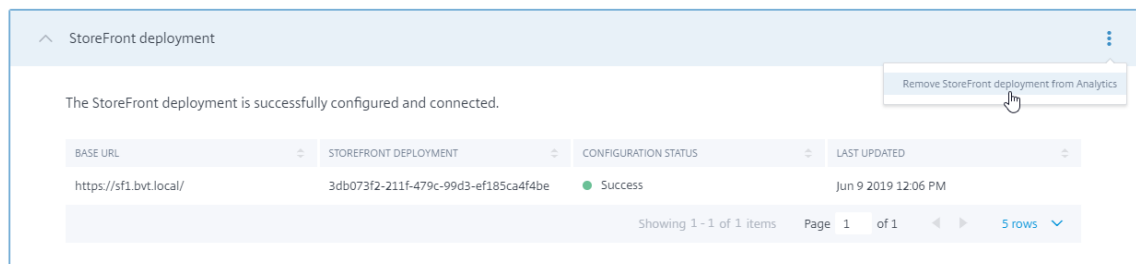 StoreFront deployment
Remove StoreFront deployment from Analytics
The StoreFront deployment is successfully configured and connected.
BASE URL STOREFRONT DEPLOYMENT CONFIGURATION STATUS LAST UPDATED
https://sf1.bvt.local/ 3db073f2-211f-479c-99d3-ef185ca4f4be Success Jun 9 2019 12:06 PM
Showing 1 - 1 of 1 items Page 1 of 1 5 rows